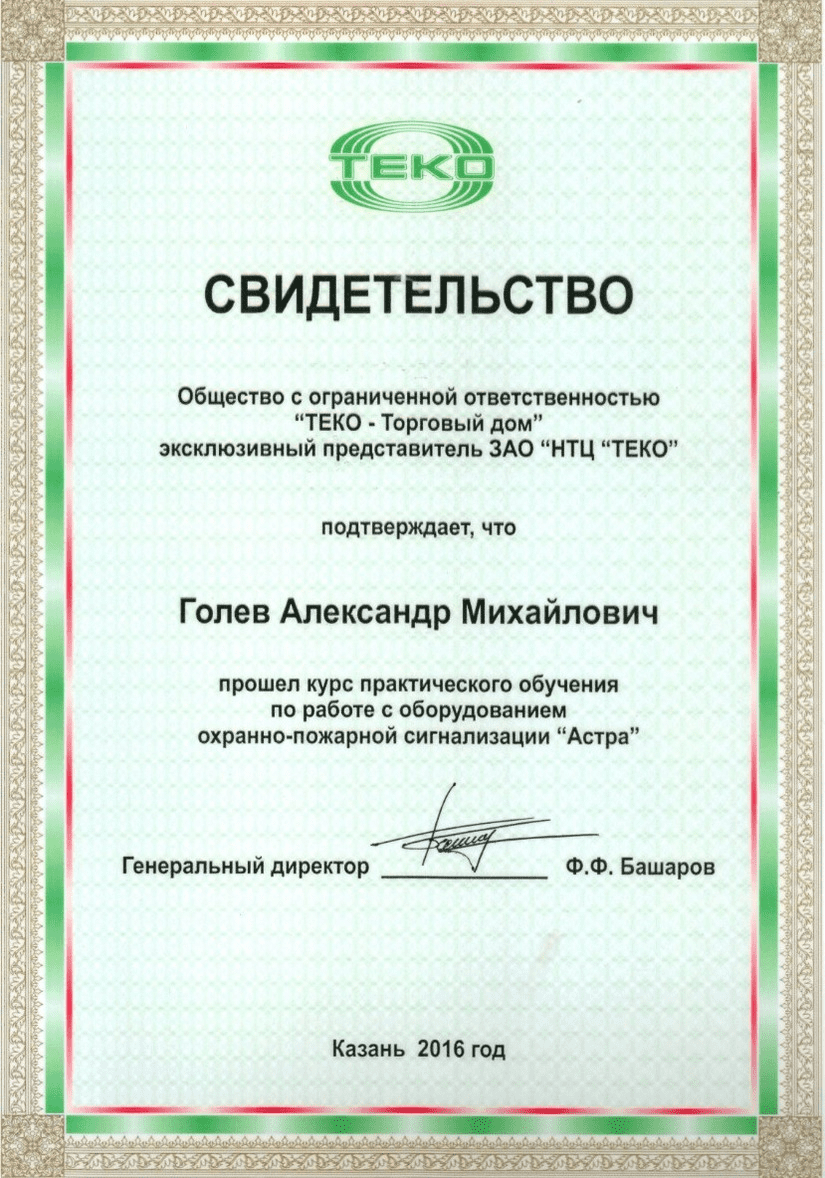 ТЕКО
СВИДЕТЕЛЬСТВО
Общество с ограниченной ответственностью
“ТЕКО - Торговый дом”
эксклюзивный представитель ЗАО “НТЦ “ТЕКО”
подтверждает, что
Голев Александр Михайлович
прошел курс практического обучения
по работе с оборудованием
охранно-пожарной сигнализации “Астра”
Генеральный директор Ф.Ф. Башаров
Казань 2016 год